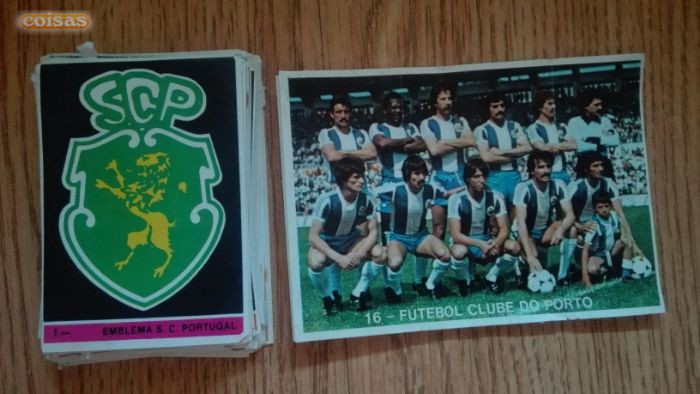 coisas
SCP
1 — EMBLEMA S. C. PORTUGAL
16 - FUTEBOL CLUBE DO PORTO